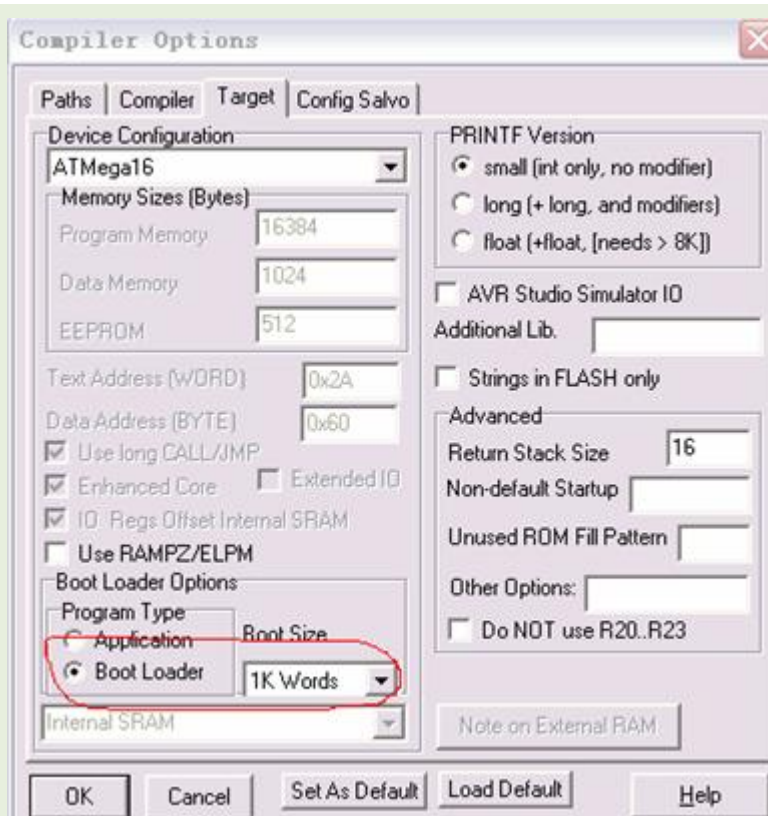 Compiler Options
Paths Compiler Target Config Salvo
Device Configuration
ATMega16
Memory Sizes (Bytes)
Program Memory 16384
Data Memory 1024
EEPROM 512
Text Address (WORD) 0x2A
Data Address (BYTE) 0x60
Use long CALL/JMP
Enhanced Core Extended IO
IO Regs Offset Internal SRAM
Use RAMPZ/ELPM
Boot Loader Options
Program Type
Application
Boot Loader
Boot Size
1K Words
Internal SRAM
PRINTF Version
small (int only, no modifier)
long (+ long, and modifiers)
float (+float, [needs > 8K])
AVR Studio Simulator IO
Additional Lib.
Strings in FLASH only
Advanced
Return Stack Size 16
Non-default Startup
Unused ROM Fill Pattern
Other Options:
Do NOT use R20..R23
Note on External RAM
OK Cancel Set As Default Load Default Help